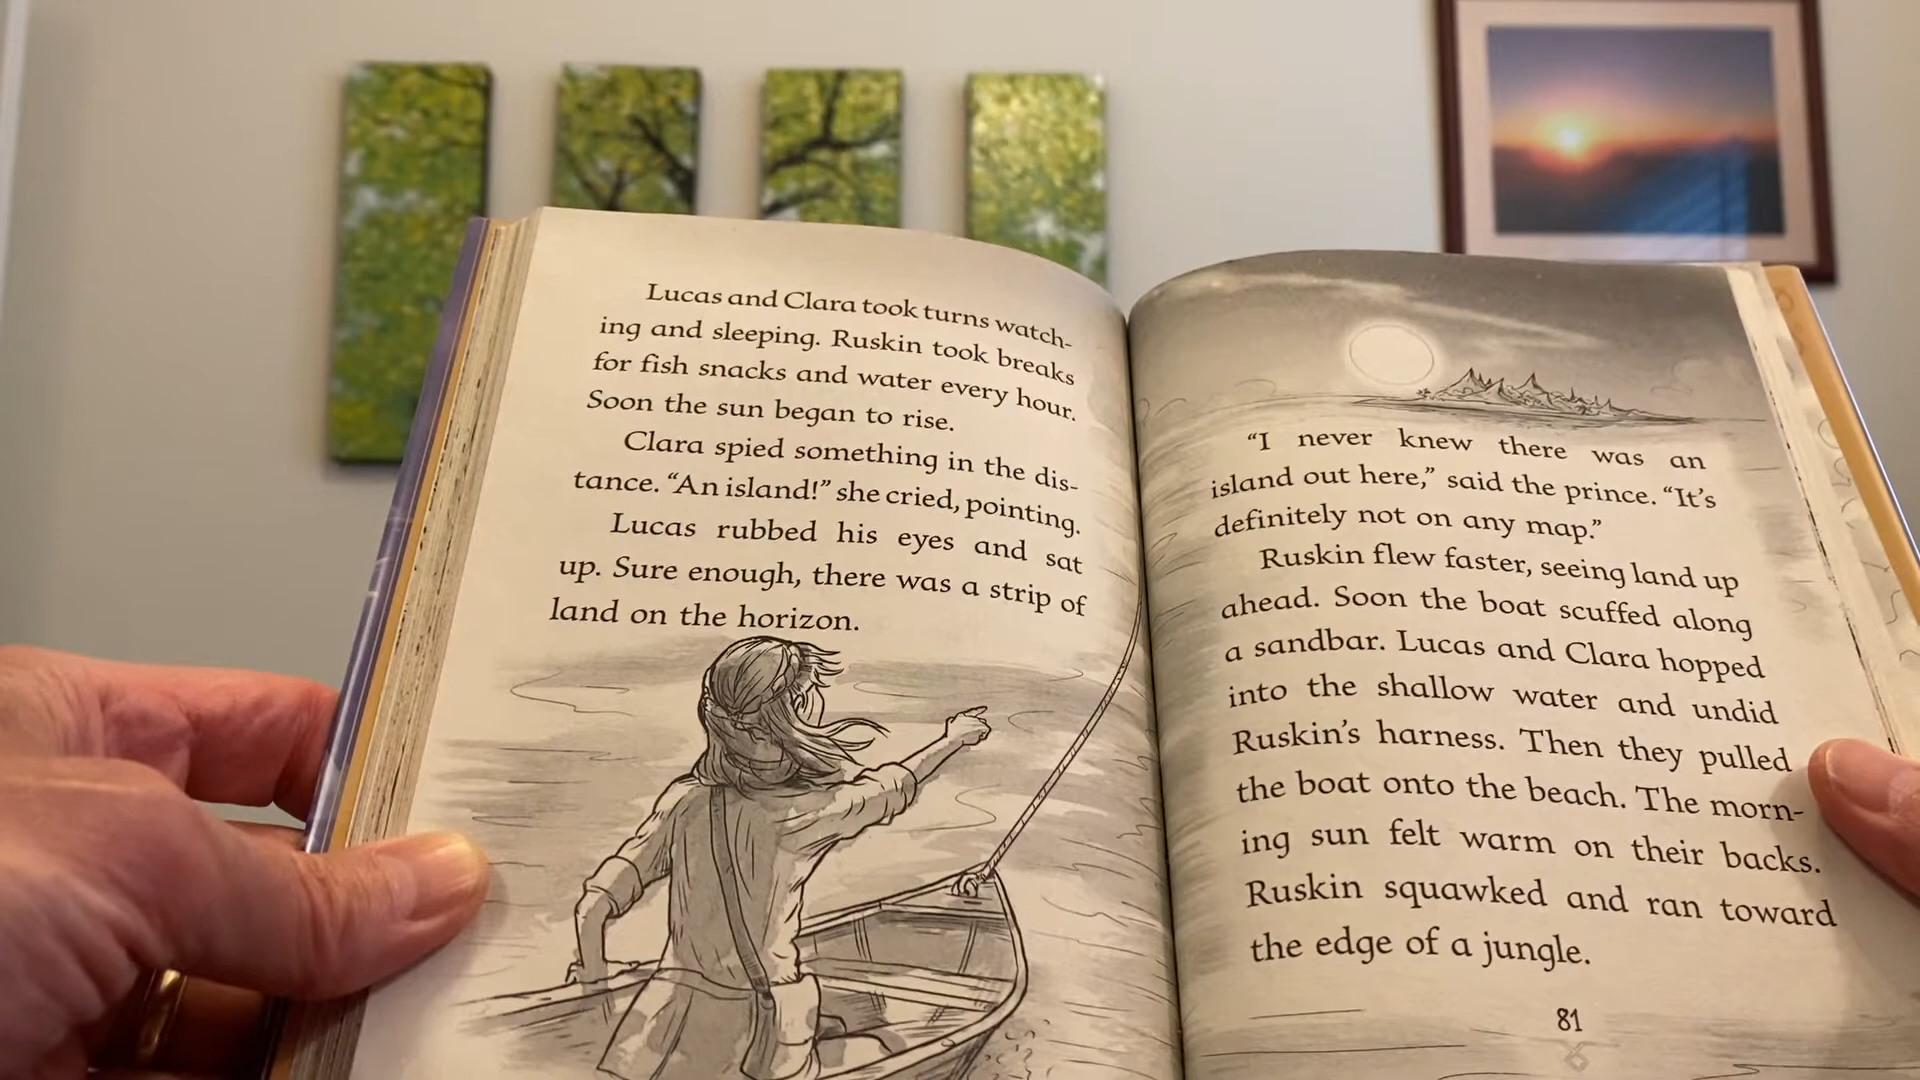 Lucas and Clara took turns watch-
ing and sleeping. Ruskin took breaks
for fish snacks and water every hour.
Soon the sun began to rise.
Clara spied something in the dis-
tance. “An island!” she cried, pointing.
Lucas rubbed his eyes and sat
up. Sure enough, there was a strip of
land on the horizon.
“I never knew there was an
island out here,” said the prince. “It’s
definitely not on any map.”
Ruskin flew faster, seeing land up
ahead. Soon the boat scuffed along
a sandbar. Lucas and Clara hopped
into the shallow water and undid
Ruskin’s harness. Then they pulled
the boat onto the beach. The morn-
ing sun felt warm on their backs.
Ruskin squawked and ran toward
the edge of a jungle.
81